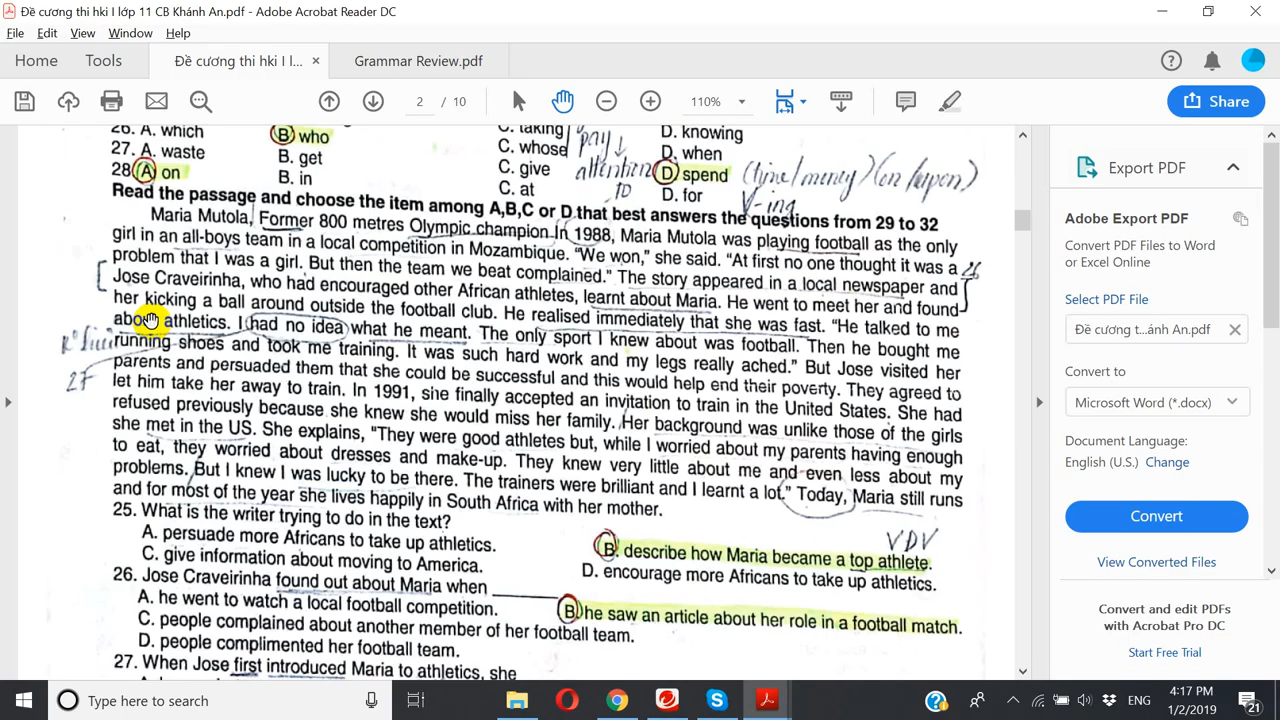 Đề cương thi hki I lớp 11 CB Khánh An.pdf - Adobe Acrobat Reader DC
File Edit View Window Help
Home Tools Đề cương thi hki I l... × Grammar Review.pdf
2 / 10 110% Share
26. A. which B. who C. whose D. when
C. taking D. knowing
27. A. waste B. get C. give D. spend
28. A. on B. in C. at D. for
pay attention to
(time/money) (on/upon)
V-ing
Read the passage and choose the item among A,B,C or D that best answers the questions from 29 to 32
Maria Mutola, Former 800 metres Olympic champion In 1988, Maria Mutola was playing football as the only
girl in an all-boys team in a local competition in Mozambique. “We won,” she said. “At first no one thought it was a
problem that I was a girl. But then the team we beat complained.” The story appeared in a local newspaper and
26
Jose Craveirinha, who had encouraged other African athletes, learnt about Maria. He went to meet her and found
her kicking a ball around outside the football club. He realised immediately that she was fast. “He talked to me
about athletics. I had no idea what he meant. The only sport I knew about was football. Then he bought me
running shoes and took me training. It was such hard work and my legs really ached.” But Jose visited her
27
parents and persuaded them that she could be successful and this would help end their poverty. They agreed to
let him take her away to train. In 1991, she finally accepted an invitation to train in the United States. She had
refused previously because she knew she would miss her family. Her background was unlike those of the girls
she met in the US. She explains, “They were good athletes but, while I worried about my parents having enough
to eat, they worried about dresses and make-up. They knew very little about me and even less about my
problems. But I knew I was lucky to be there. The trainers were brilliant and I learnt a lot.” Today, Maria still runs
and for most of the year she lives happily in South Africa with her mother.
25. What is the writer trying to do in the text?
VDV
A. persuade more Africans to take up athletics. B. describe how Maria became a top athlete.
C. give information about moving to America. D. encourage more Africans to take up athletics.
26. Jose Craveirinha found out about Maria when ________
A. he went to watch a local football competition. B. he saw an article about her role in a football match.
C. people complained about another member of her football team.
D. people complimented her football team.
27. When Jose first introduced Maria to athletics, she
Export PDF
Adobe Export PDF
Convert PDF Files to Word
or Excel Online
Select PDF File
Đề cương t...ánh An.pdf
Convert to
Microsoft Word (*.docx)
Document Language:
English (U.S.) Change
Convert
View Converted Files
Convert and edit PDFs
with Acrobat Pro DC
Start Free Trial
Type here to search
ENG
4:17 PM
1/2/2019
21